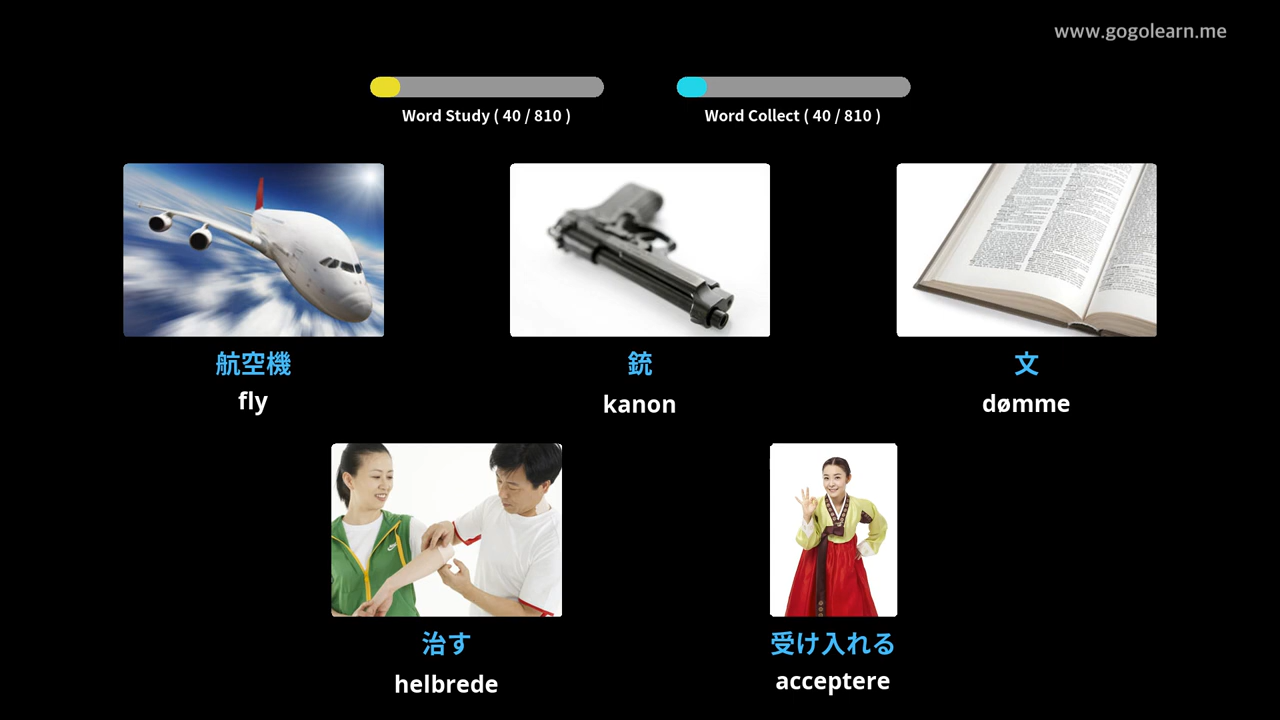 www.gogolearn.me
Word Study ( 40 / 810 )
Word Collect ( 40 / 810 )
航空機
fly
銃
kanon
文
dømme
治す
helbrede
受け入れる
acceptere